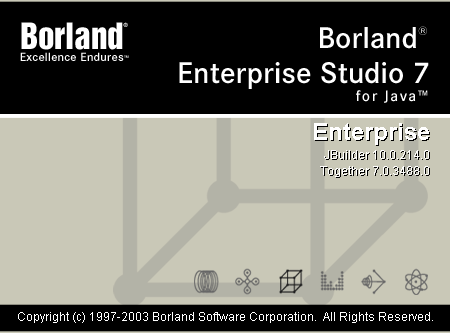 Borland®
Excellence Endures™
Borland®
Enterprise Studio 7
for Java™
Enterprise
JBuilder 10.0.214.0
Together 7.0.3488.0
Copyright (c) 1997-2003 Borland Software Corporation. All Rights Reserved.